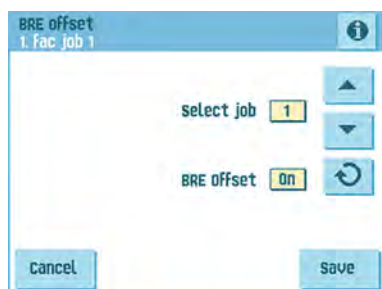 BRE offset
1. Fac job 1
Select job 1
BRE Offset On
Cancel
Save